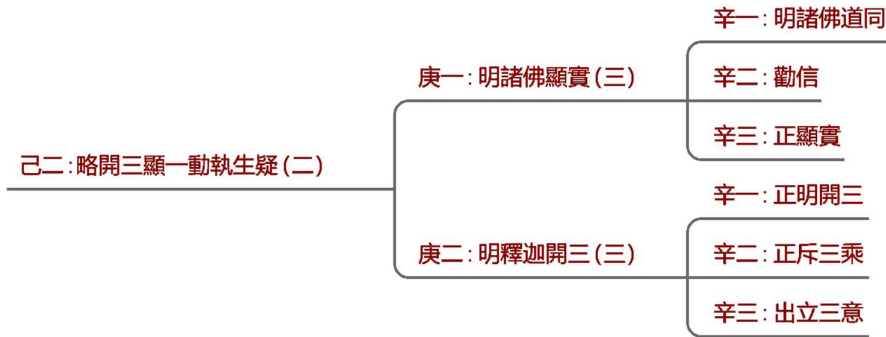 己二：略開三顯一動執生疑(二)
庚一：明諸佛顯實(三)
辛一：明諸佛道同
辛二：勸信
辛三：正顯實
庚二：明釋迦開三(三)
辛一：正明開三
辛二：正斥三乘
辛三：出立三意